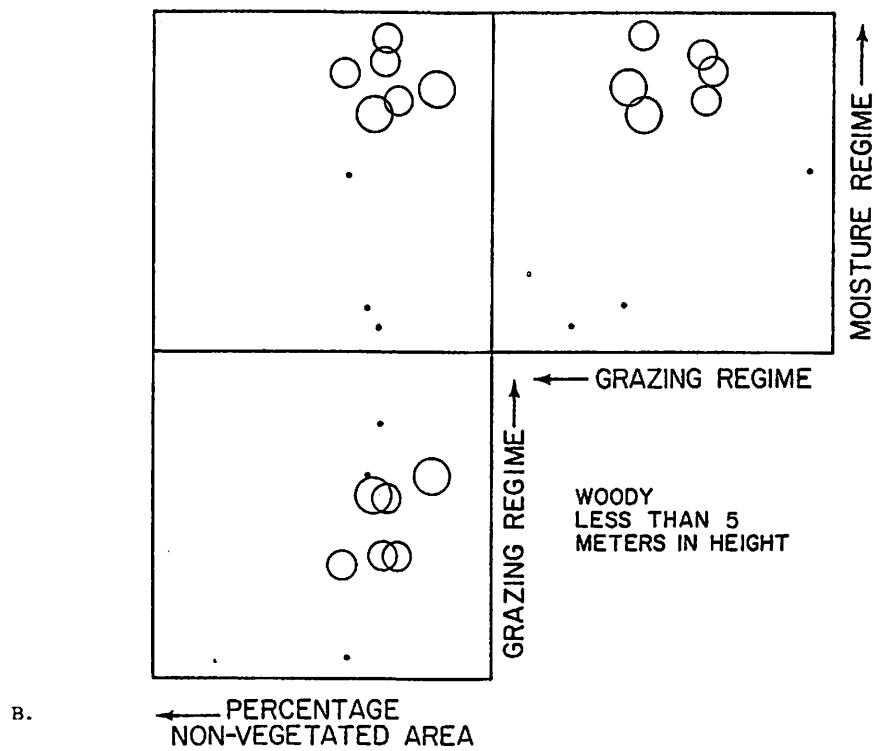 MOISTURE REGIME
GRAZING REGIME
GRAZING REGIME
WOODY
LESS THAN 5
METERS IN HEIGHT
B.
PERCENTAGE
NON-VEGETATED AREA